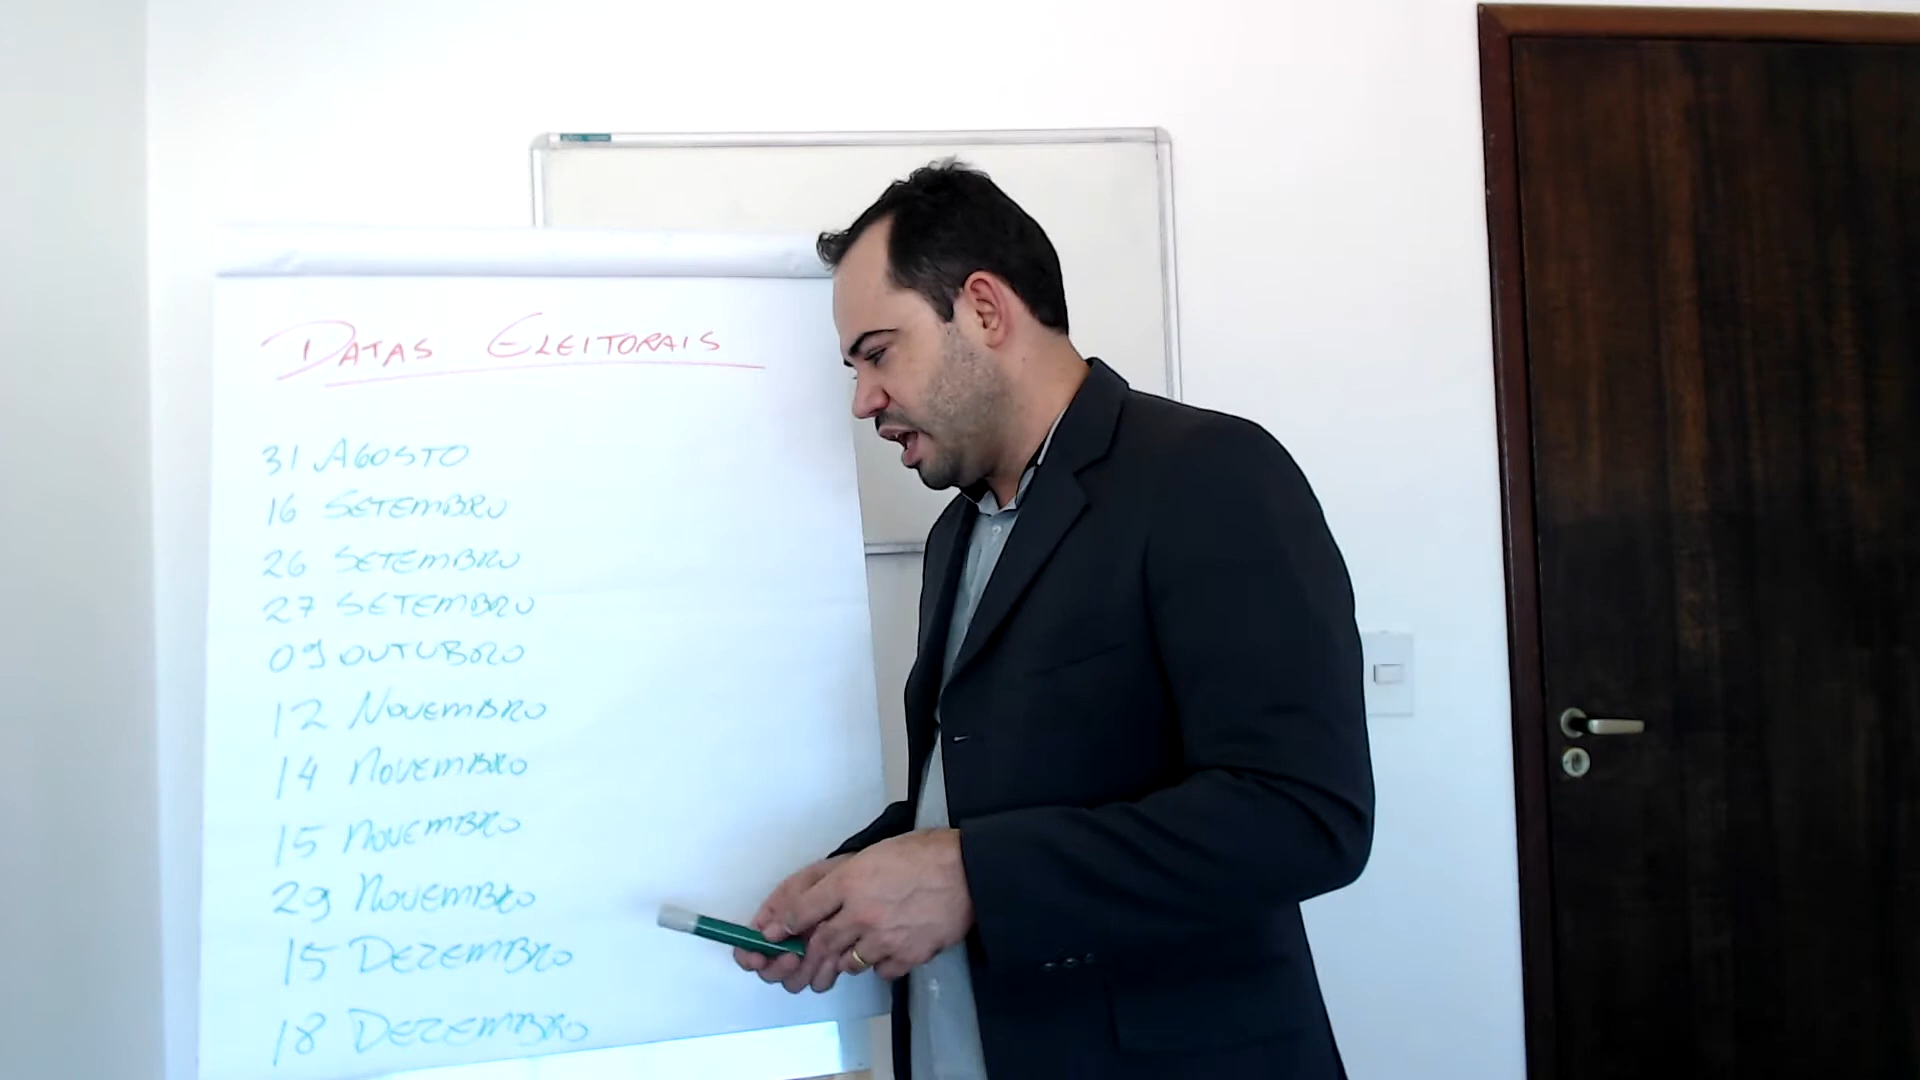 DATAS ELEITORAIS
31 AGOSTO
16 SETEMBRO
26 SETEMBRO
27 SETEMBRO
09 OUTUBRO
12 NOVEMBRO
14 NOVEMBRO
15 NOVEMBRO
29 NOVEMBRO
15 DEZEMBRO
18 DEZEMBRO